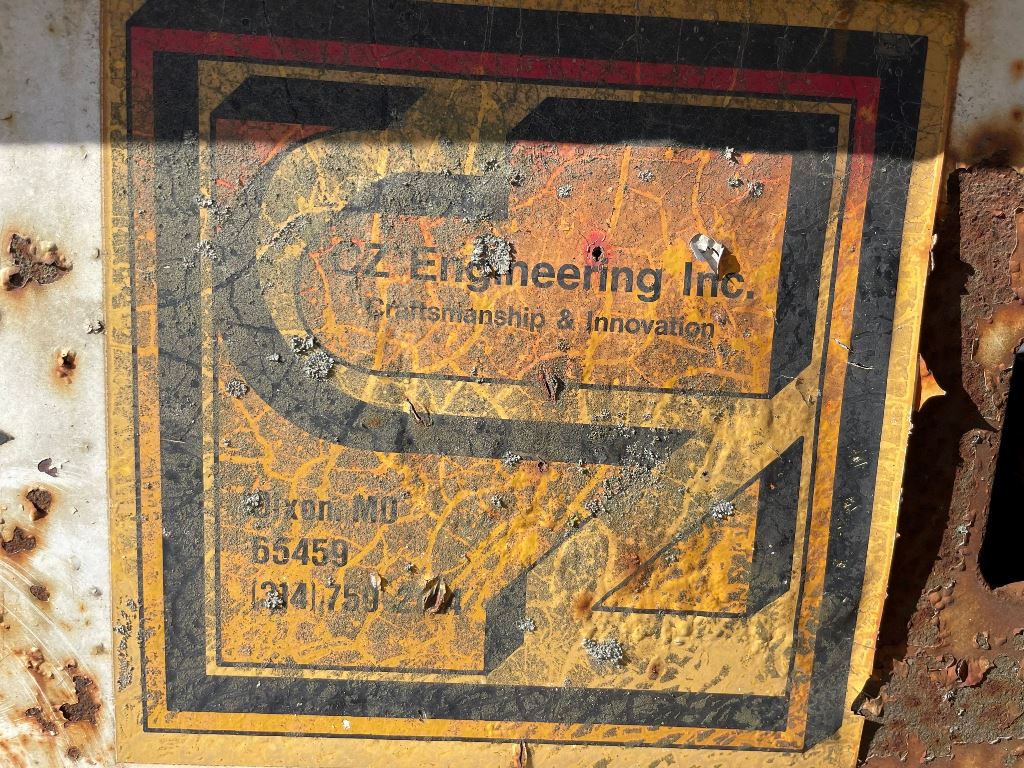 CZ Engineering Inc.
Craftsmanship & Innovation
Dixon, MO
65459
(314) 759